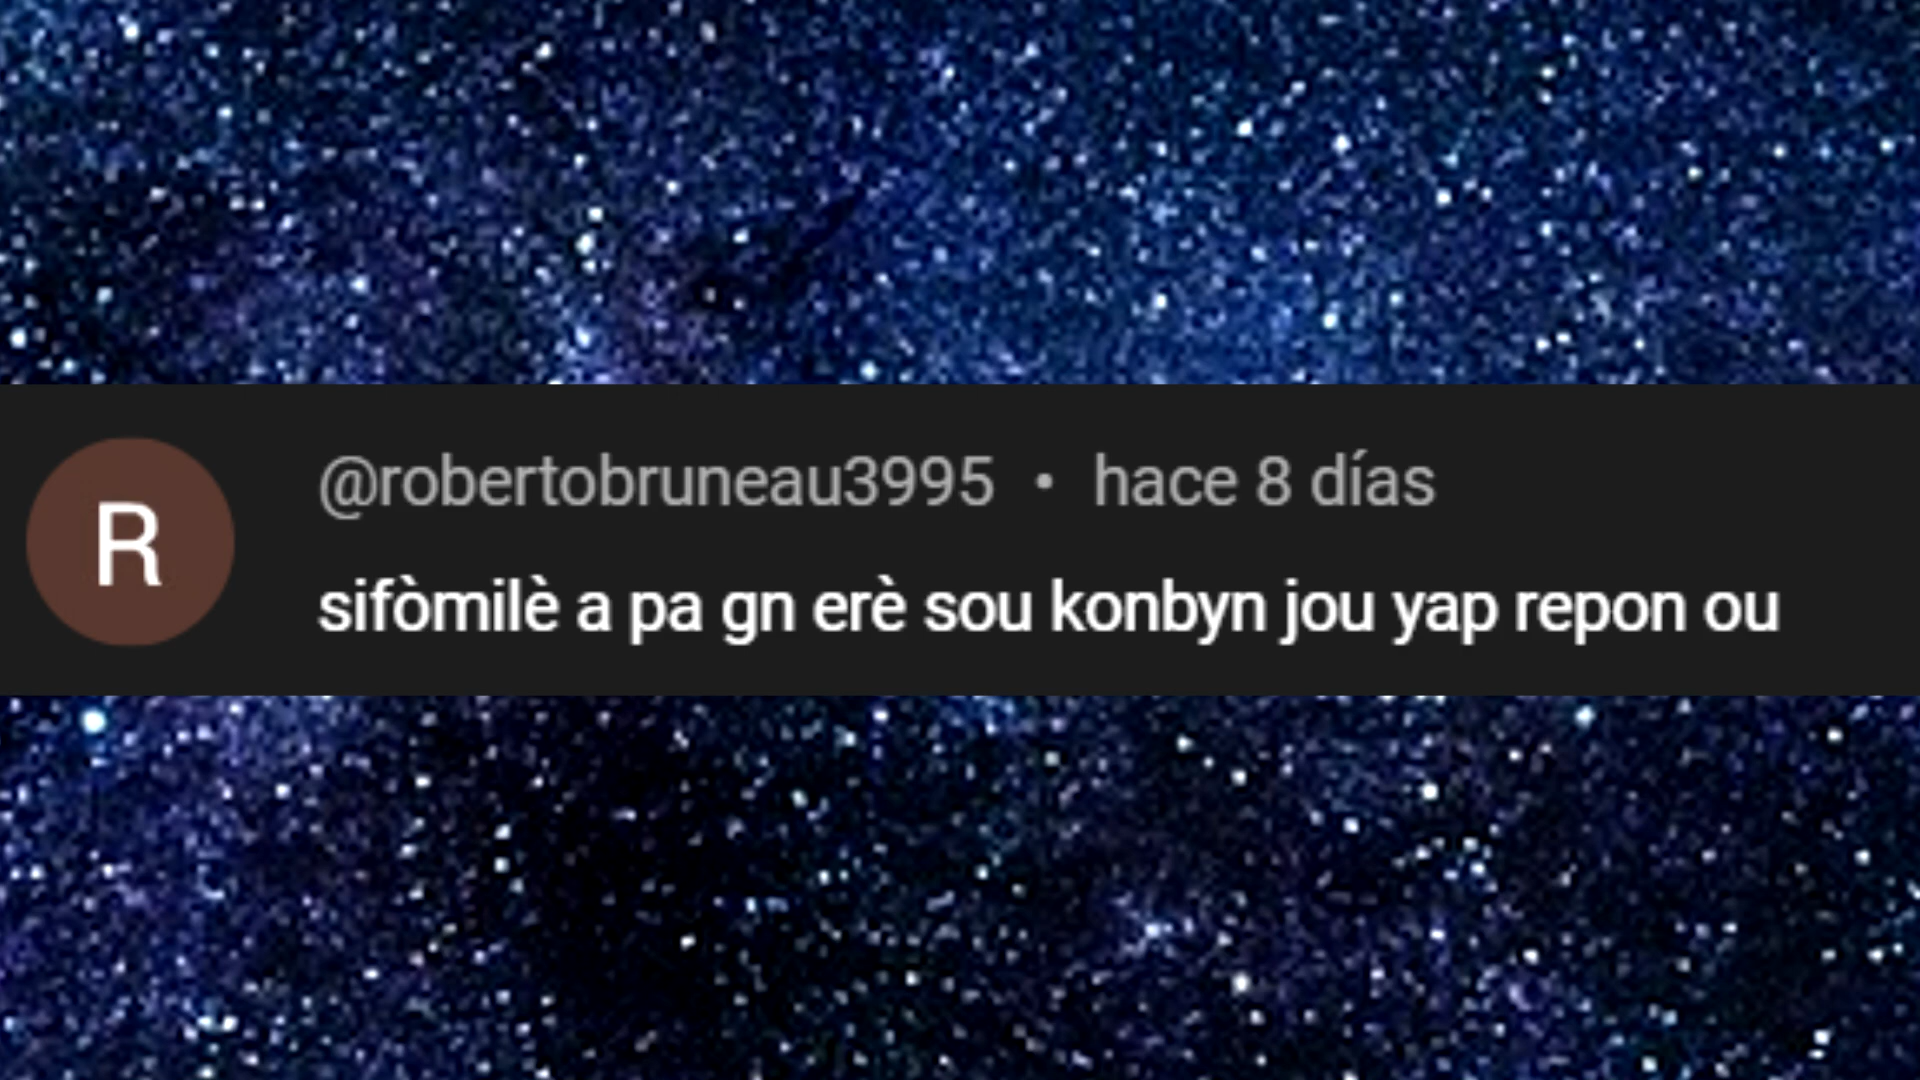 R
@robertobruneau3995 • hace 8 días
sifòmilè a pa gn erè sou konbyn jou yap repon ou